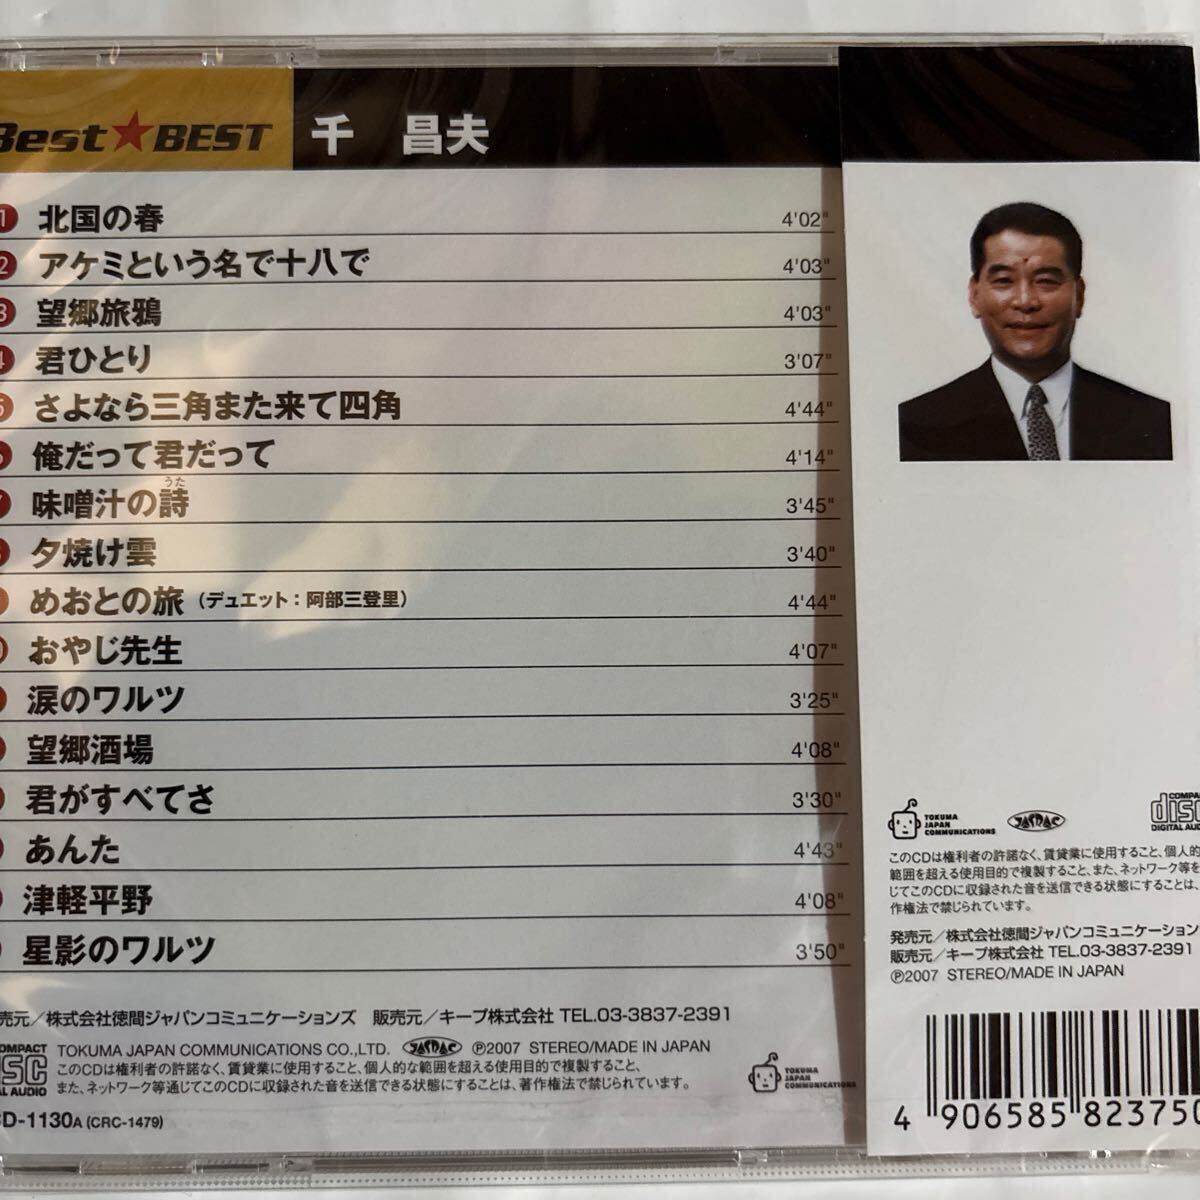 Best★BEST 千 昌夫
1 北国の春 4'02"
2 アケミという名で十八で 4'03"
3 望郷旅鴉 4'03"
4 君ひとり 3'07"
5 さよなら三角また来て四角 4'44"
6 俺だって君だって 4'14"
うた
7 味噌汁の詩 3'45"
8 夕焼け雲 3'40"
めおとの旅 (デュエット:阿部三登里) 4'44"
おやじ先生 4'07"
涙のワルツ 3'25"
望郷酒場 4'08"
君がすべてさ 3'30"
あんた 4'43"
津軽平野 4'08"
星影のワルツ 3'50"
売元/株式会社徳間ジャパンコミュニケーションズ 販売元/キープ株式会社 TEL.03-3837-2391
COMPACT
DISC
DIGITAL AUDIO
TOKUMA JAPAN COMMUNICATIONS CO.,LTD. JASRAC ℗2007 STEREO/MADE IN JAPAN
このCDは権利者の許諾なく、賃貸業に使用すること、個人的な範囲を超える使用目的で複製すること、
また、ネットワーク等通じてこのCDに収録された音を送信できる状態にすることは、著作権法で禁じられています。
TOKUMA
JAPAN
COMMUNICATIONS
D-1130A (CRC-1479)
TOKUMA
JAPAN
COMMUNICATIONS
JASRAC
COMPA
disc
DIGITAL AUD
このCDは権利者の許諾なく、賃貸業に使用すること、個人的
範囲を超える使用目的で複製すること、また、ネットワーク等を
じてこのCDに収録された音を送信できる状態にすることは、
作権法で禁じられています。
発売元/株式会社徳間ジャパンコミュニケーション
販売元/キープ株式会社 TEL.03-3837-2391
℗2007 STEREO/MADE IN JAPAN
4 906585 823750